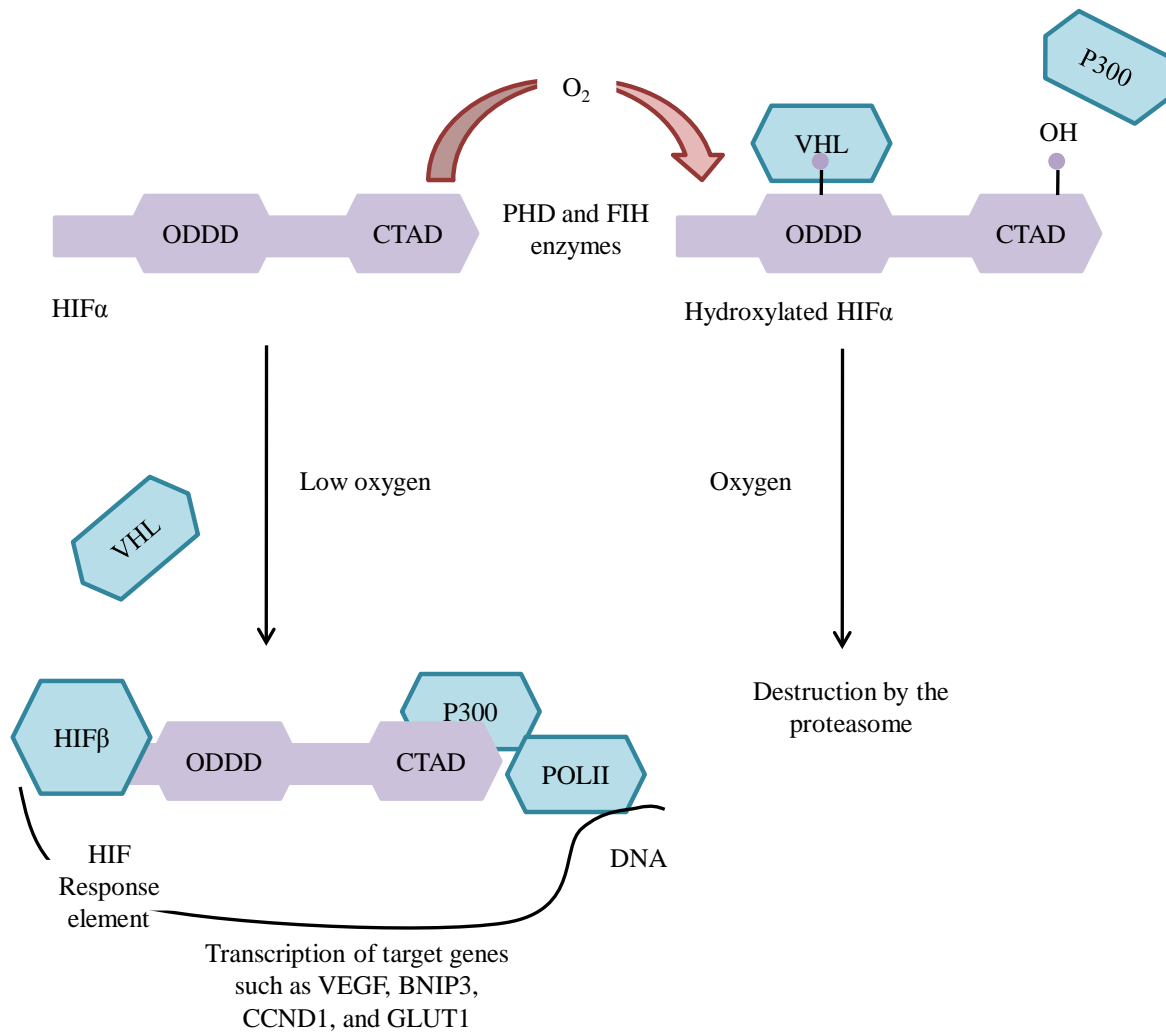 P300
O₂
OH
VHL
ODDD
CTAD
PHD and FIH
enzymes
ODDD
CTAD
HIFα
Hydroxylated HIFα
Low oxygen
Oxygen
VHL
Destruction by the
proteasome
HIFβ
ODDD
CTAD
P300
POLII
HIF
Response
element
DNA
Transcription of target genes
such as VEGF, BNIP3,
CCND1, and GLUT1